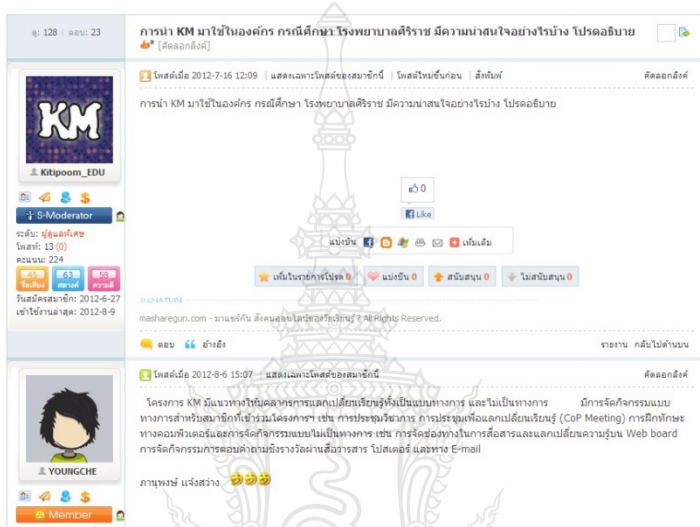 ดู: 128 | ตอบ: 23
การนำ KM มาใช้ในองค์กร กรณีศึกษา โรงพยาบาลศิริราช มีความน่าสนใจอย่างไรบ้าง โปรดอธิบาย
[คัดลอกลิงค์]
KM
Kitipoom_EDU
S-Moderator
ระดับ: ผู้ดูแลพิเศษ
โพสท์: 13 (0)
คะแนน: 224
45 63 58
ชื่อเสียง สตางค์ ความดี
วันสมัครสมาชิก: 2012-6-27
เข้าใช้งานล่าสุด: 2012-8-9
โพสต์เมื่อ 2012-7-16 12:09 | แสดงเฉพาะโพสต์ของสมาชิกนี้ | โพสต์ใหม่ขึ้นก่อน | สั่งพิมพ์
คัดลอกลิงค์
การนำ KM มาใช้ในองค์กร กรณีศึกษา โรงพยาบาลศิริราช มีความน่าสนใจอย่างไรบ้าง โปรดอธิบาย
0
Like
แบ่งปัน เพิ่มเติม
เพิ่มในรายการโปรด 0 แบ่งปัน 0 สนับสนุน 0 ไม่สนับสนุน 0
SIGNATURE
masharegun.com - มาแชร์กัน สังคมออนไลน์ของวัยเรียนรู้ ? All Rights Reserved.
ตอบ อ้างอิง
รายงาน กลับไปด้านบน
YOUNGCHE
Member
โพสต์เมื่อ 2012-8-6 15:07 | แสดงเฉพาะโพสต์ของสมาชิกนี้
คัดลอกลิงค์
โครงการ KM มีแนวทางให้บุคลากรการแลกเปลี่ยนเรียนรู้ทั้งเป็นแบบทางการ และไม่เป็นทางการ มีการจัดกิจกรรมแบบ
ทางการสำหรับสมาชิกที่เข้าร่วมโครงการฯ เช่น การประชุมวิชาการ การประชุมเพื่อแลกเปลี่ยนเรียนรู้ (CoP Meeting) การฝึกทักษะ
ทางคอมพิวเตอร์และการจัดกิจกรรมแบบไม่เป็นทางการ เช่น การจัดช่องทางในการสื่อสารและแลกเปลี่ยนความรู้บน Web board
การจัดกิจกรรมการตอบคำถามชิงรางวัลผ่านสื่อวารสาร โปสเตอร์ และทาง E-mail
ภานุพงษ์ แจ้งสว่าง